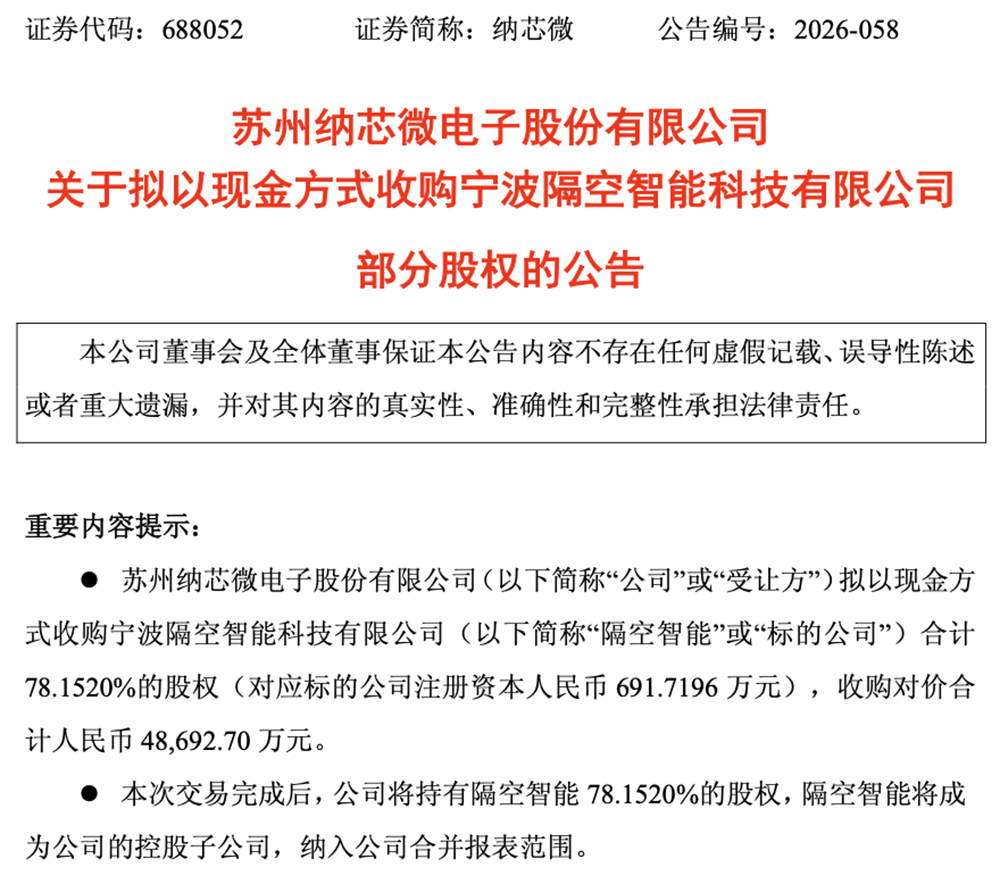 证券代码：688052 证券简称：纳芯微 公告编号：2026-058
苏州纳芯微电子股份有限公司
关于拟以现金方式收购宁波隔空智能科技有限公司
部分股权的公告
本公司董事会及全体董事保证本公告内容不存在任何虚假记载、误导性陈述
或者重大遗漏，并对其内容的真实性、准确性和完整性承担法律责任。
重要内容提示：
● 苏州纳芯微电子股份有限公司（以下简称“公司”或“受让方”）拟以现金方
式收购宁波隔空智能科技有限公司（以下简称“隔空智能”或“标的公司”）合计
78.1520%的股权（对应标的公司注册资本人民币 691.7196 万元），收购对价合
计人民币 48,692.70 万元。
● 本次交易完成后，公司将持有隔空智能 78.1520%的股权，隔空智能将成
为公司的控股子公司，纳入公司合并报表范围。